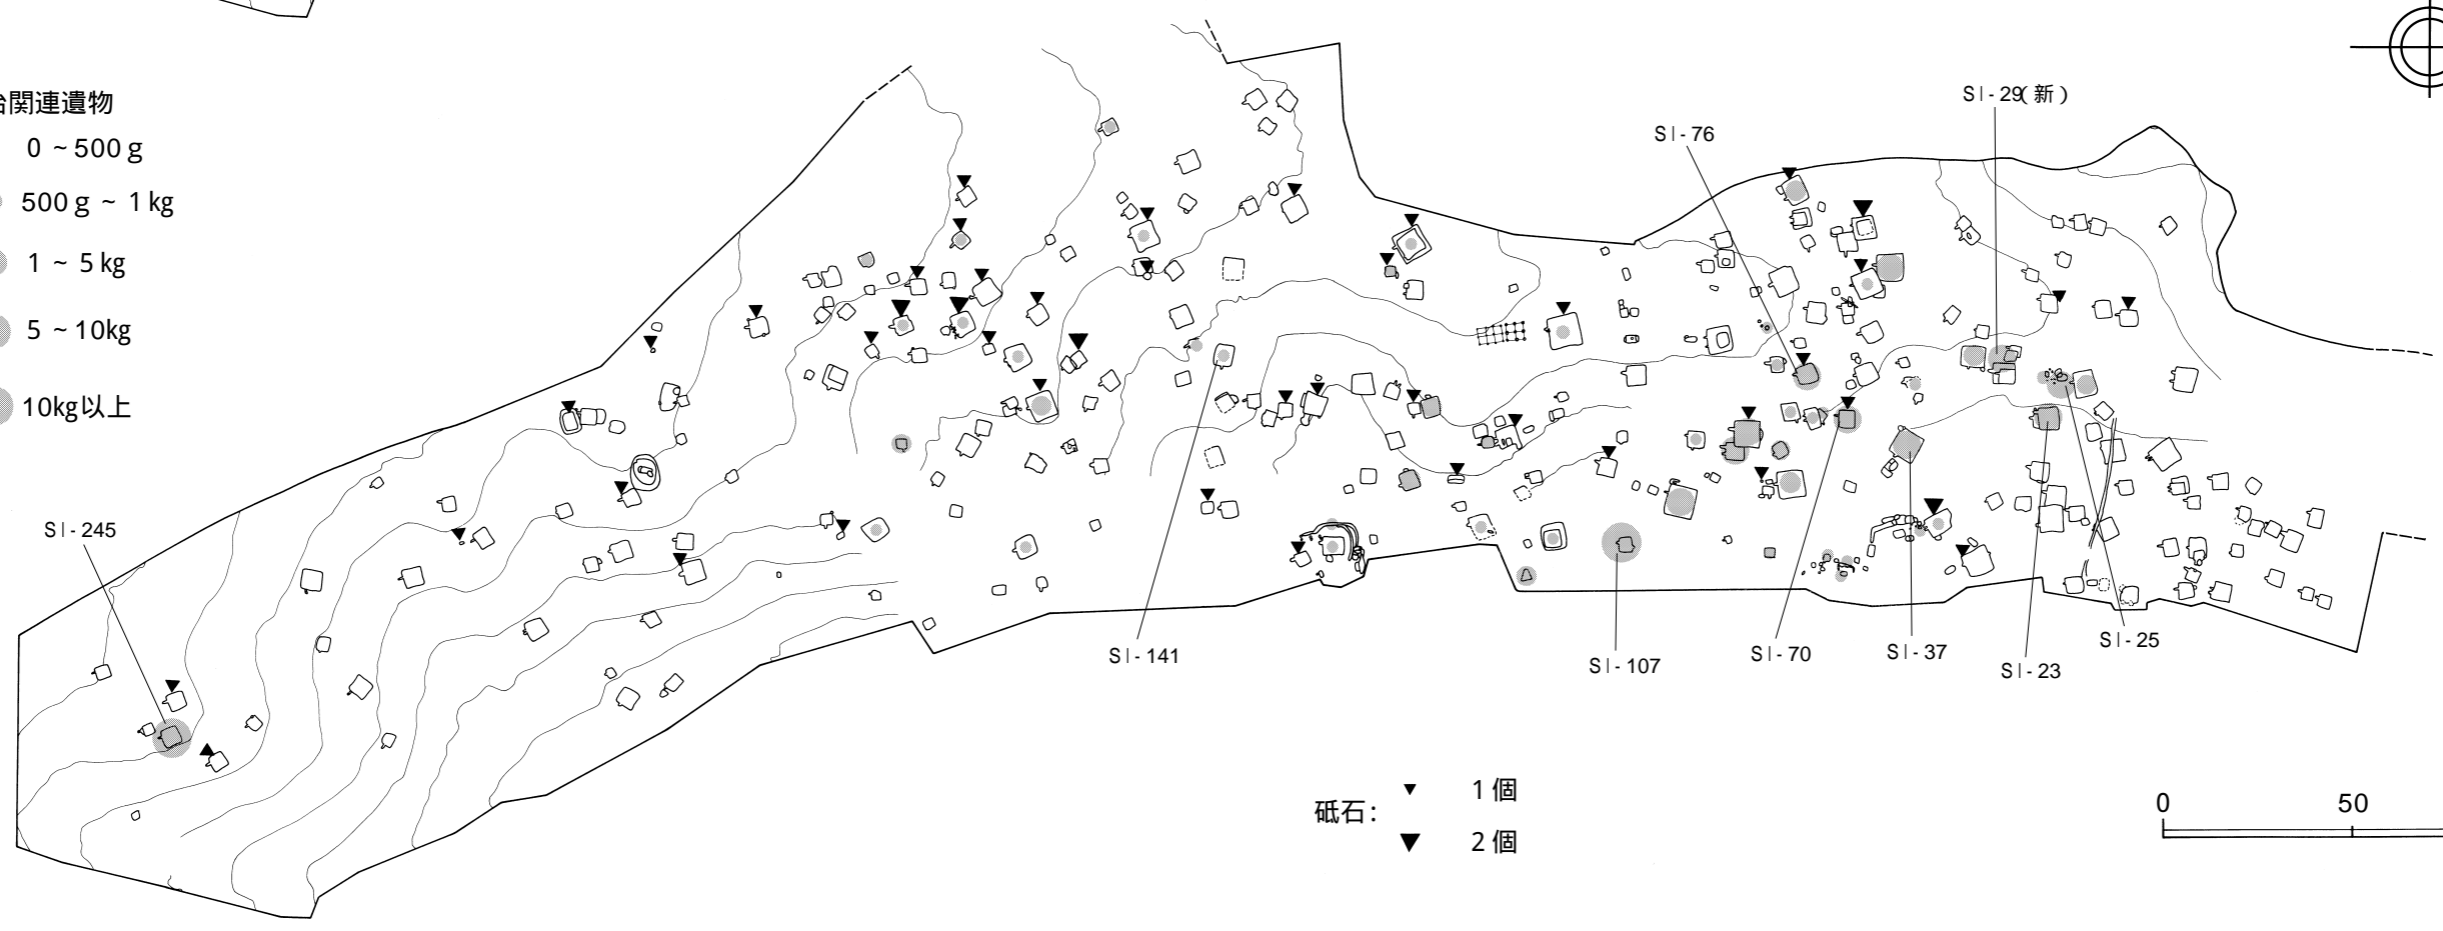 冶関連遺物
0 ~ 500 g
500 g ~ 1 kg
1 ~ 5 kg
5 ~ 10kg
10kg以上
SI-29(新)
SI-76
SI-245
SI-141
SI-107
SI-70
SI-37
SI-23
SI-25
砥石:
1個
2個
0
50